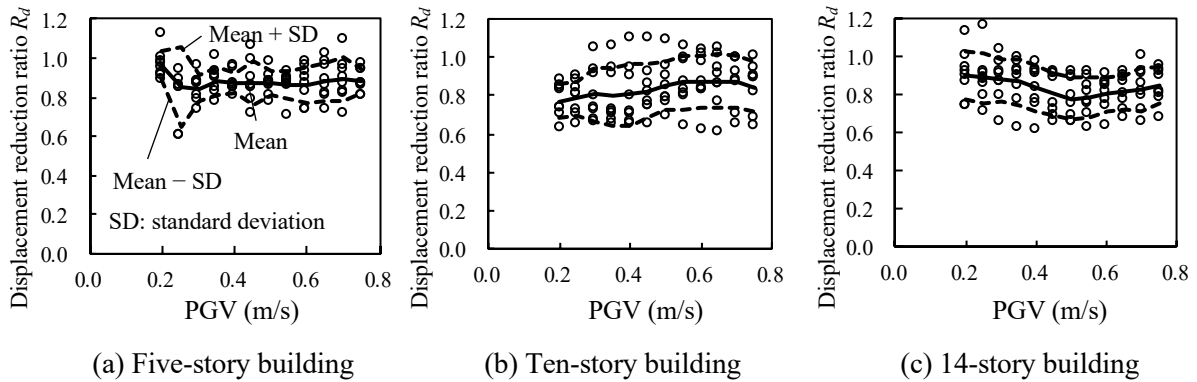 Displacement reduction ratio Rd
1.2
1.0
0.8
0.6
0.4
0.2
0.0
0.0 0.2 0.4 0.6 0.8
PGV (m/s)
Mean + SD
Mean
Mean − SD
SD: standard deviation
(a) Five-story building
Displacement reduction ratio Rd
1.2
1.0
0.8
0.6
0.4
0.2
0.0
0.0 0.2 0.4 0.6 0.8
PGV (m/s)
(b) Ten-story building
Displacement reduction ratio Rd
1.2
1.0
0.8
0.6
0.4
0.2
0.0
0.0 0.2 0.4 0.6 0.8
PGV (m/s)
(c) 14-story building